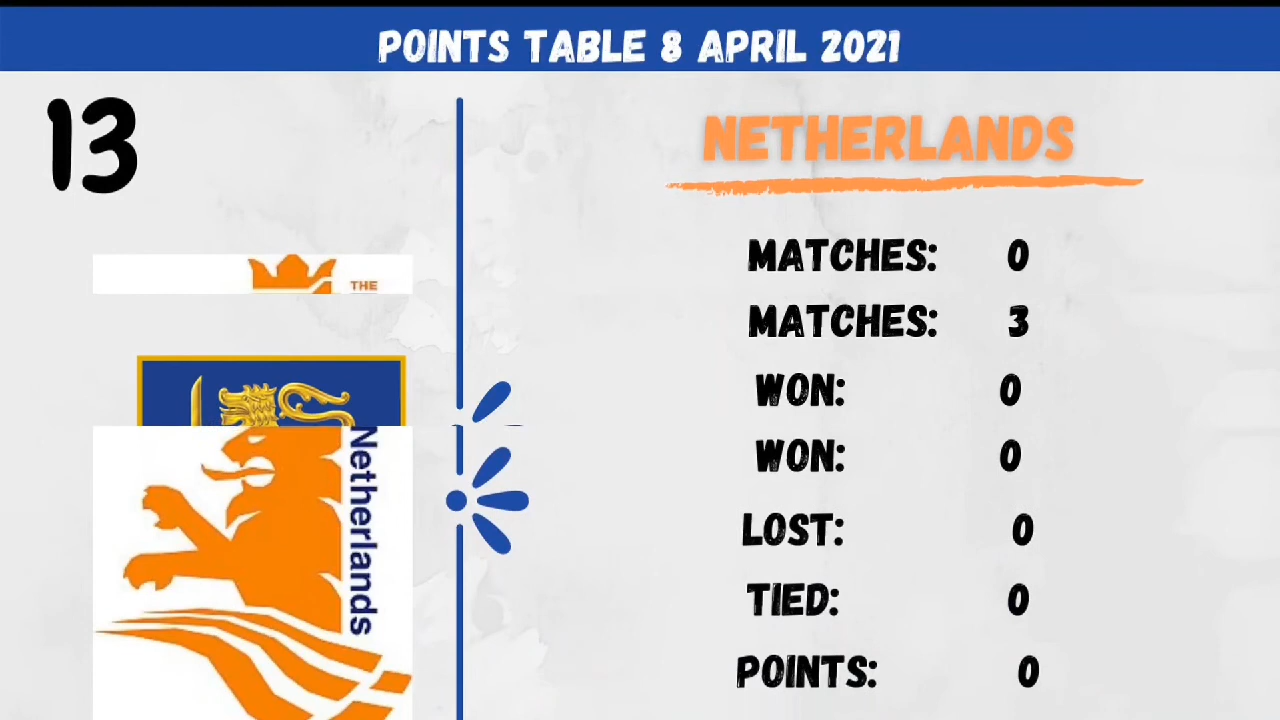 POINTS TABLE 8 APRIL 2021
13
NETHERLANDS
MATCHES: 0
MATCHES: 3
WON: 0
WON: 0
LOST: 0
TIED: 0
POINTS: 0
THE
Netherlands